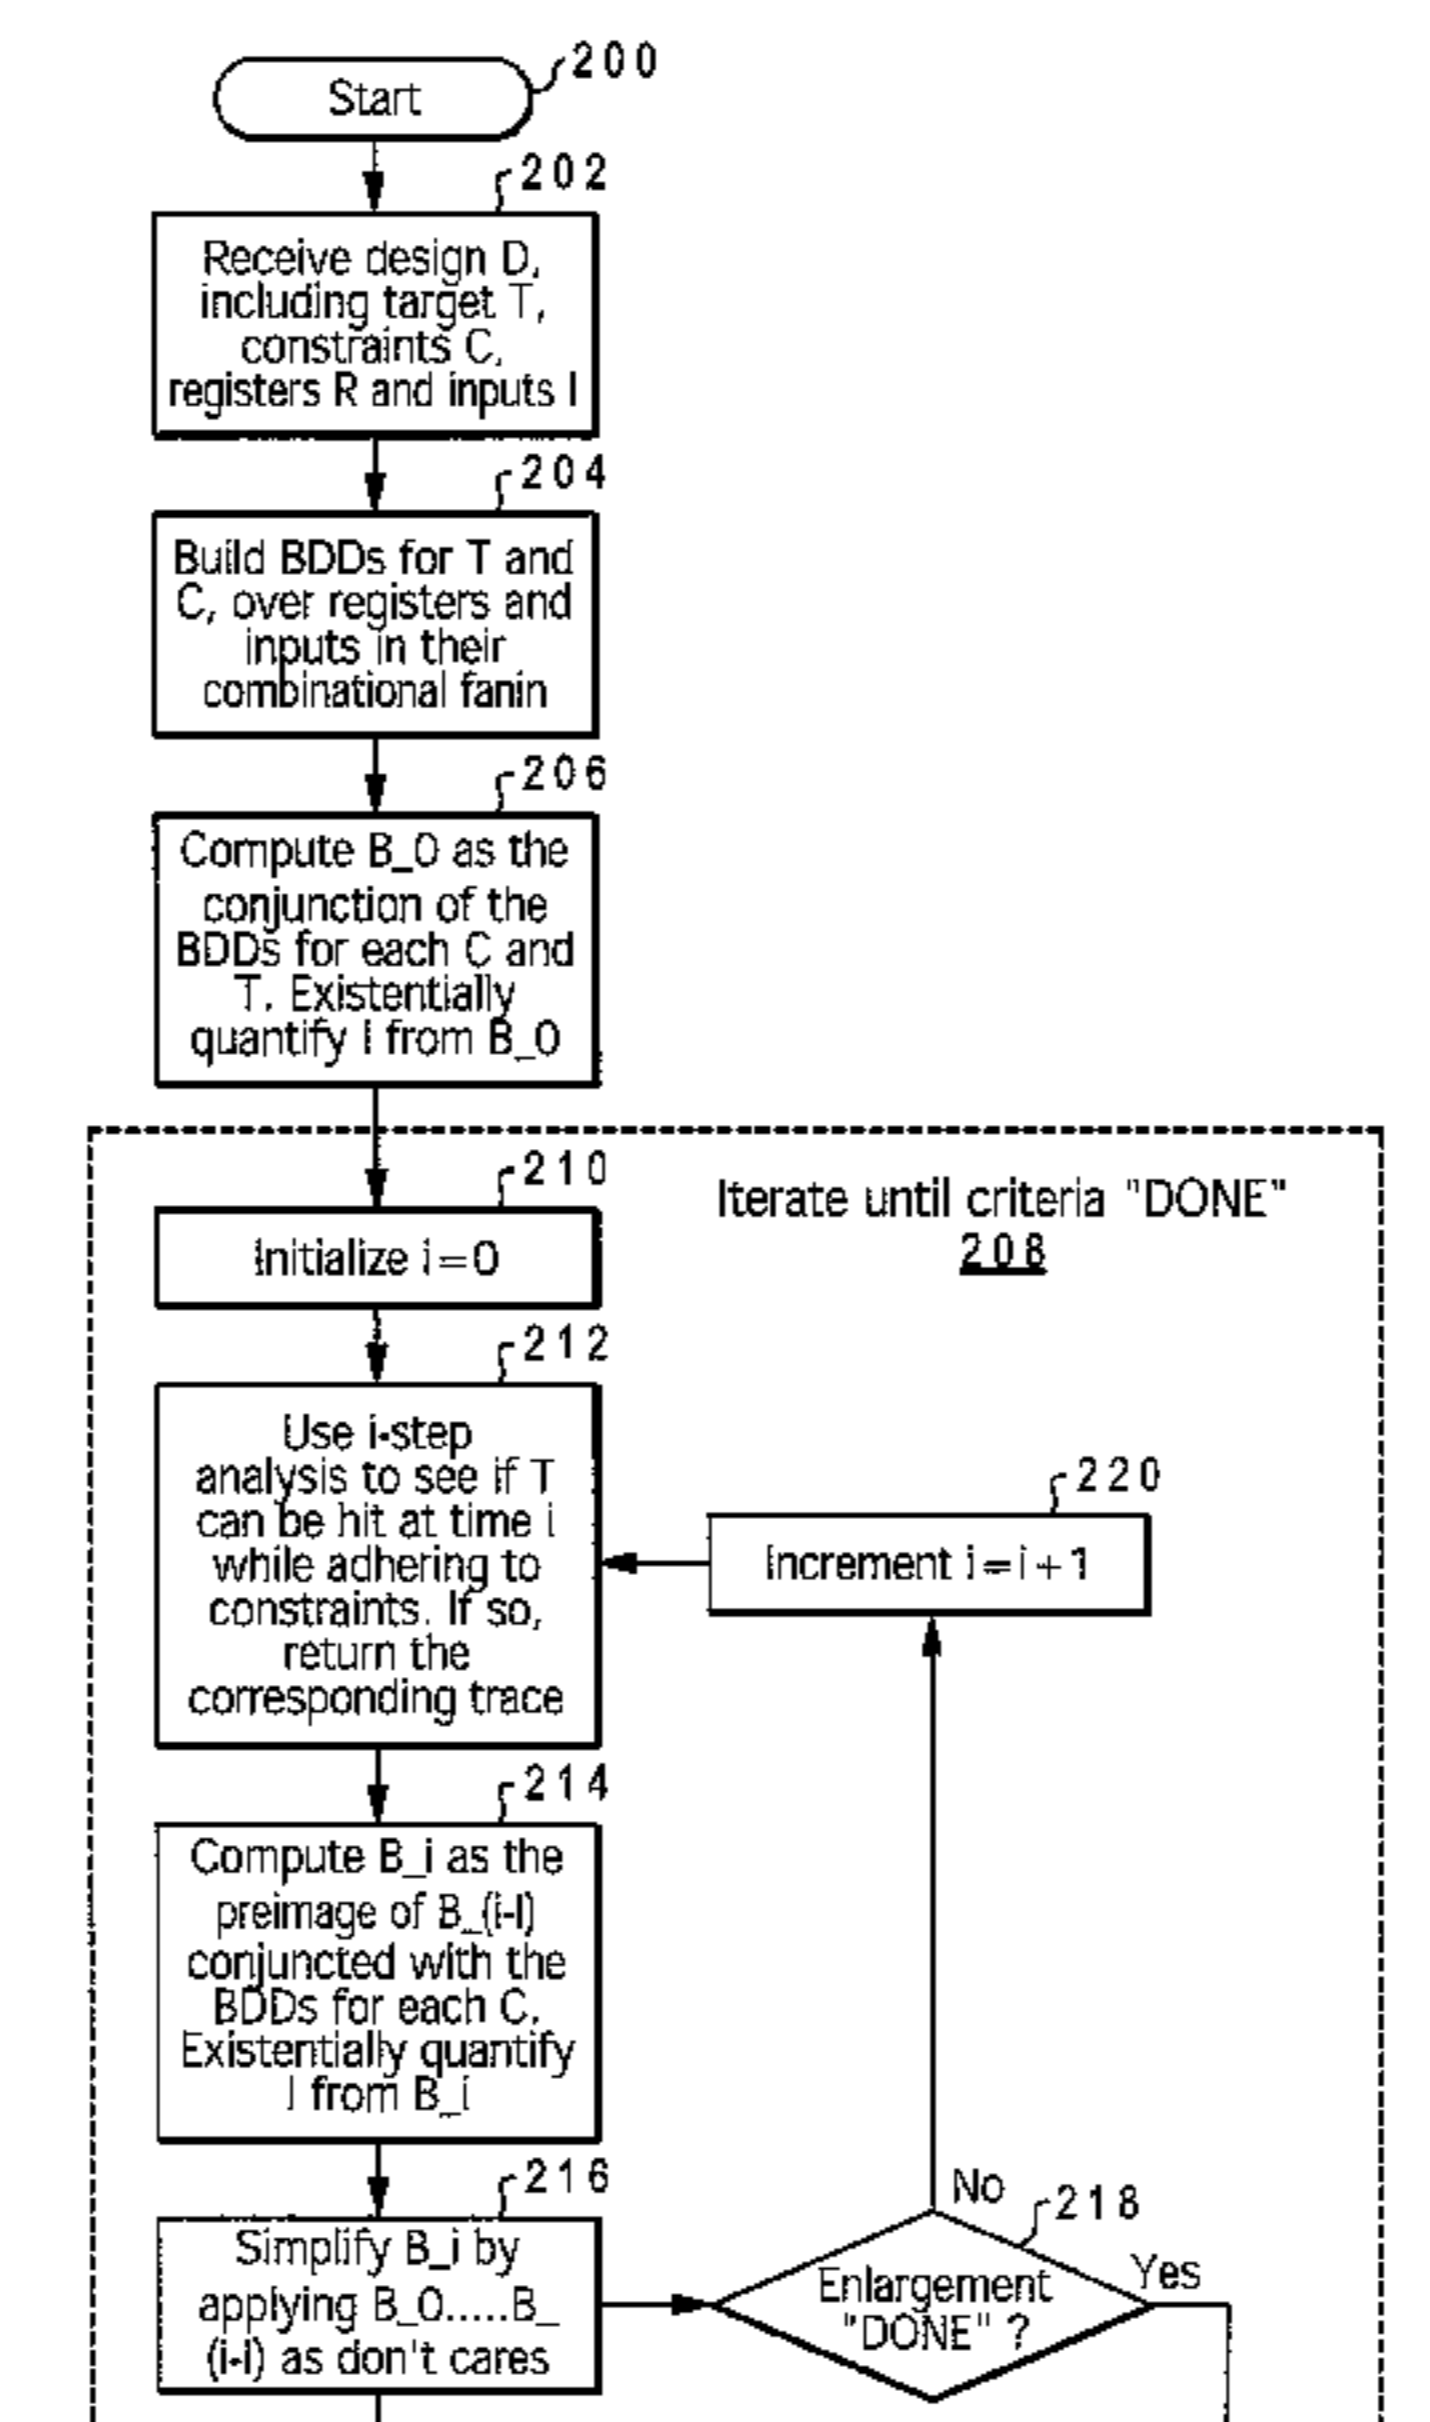 200
Start
202
Receive design D,
including target T,
constraints C,
registers R and inputs I
204
Build BDDs for T and
C, over registers and
inputs in their
combinational fanin
206
Compute B_0 as the
conjunction of the
BDDs for each C and
T. Existentially
quantify I from B_0
210
Iterate until criteria "DONE"
208
Initialize i=0
212
Use i-step
analysis to see if T
can be hit at time i
while adhering to
constraints. If so,
return the
corresponding trace
220
Increment i=i+1
214
Compute B_i as the
preimage of B_(i-l)
conjuncted with the
BDDs for each C.
Existentially quantify
I from B_i
216
Simplify B_i by
applying B_0.....B_
(i-l) as don't cares
No
218
Yes
Enlargement
"DONE" ?